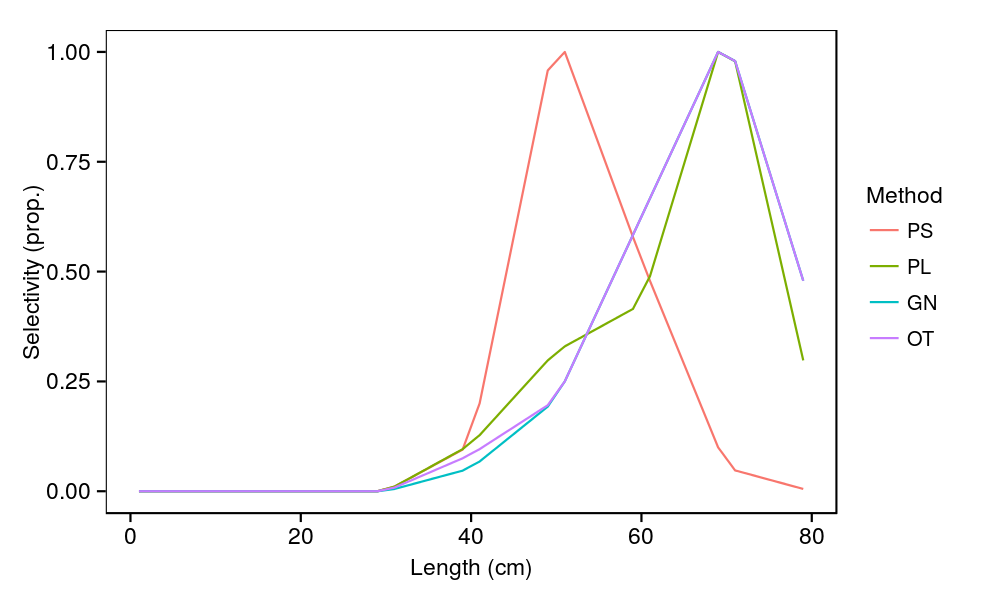 1.00
0.75
0.50
0.25
0.00
Selectivity (prop.)
0 20 40 60 80
Length (cm)
Method
PS
PL
GN
OT